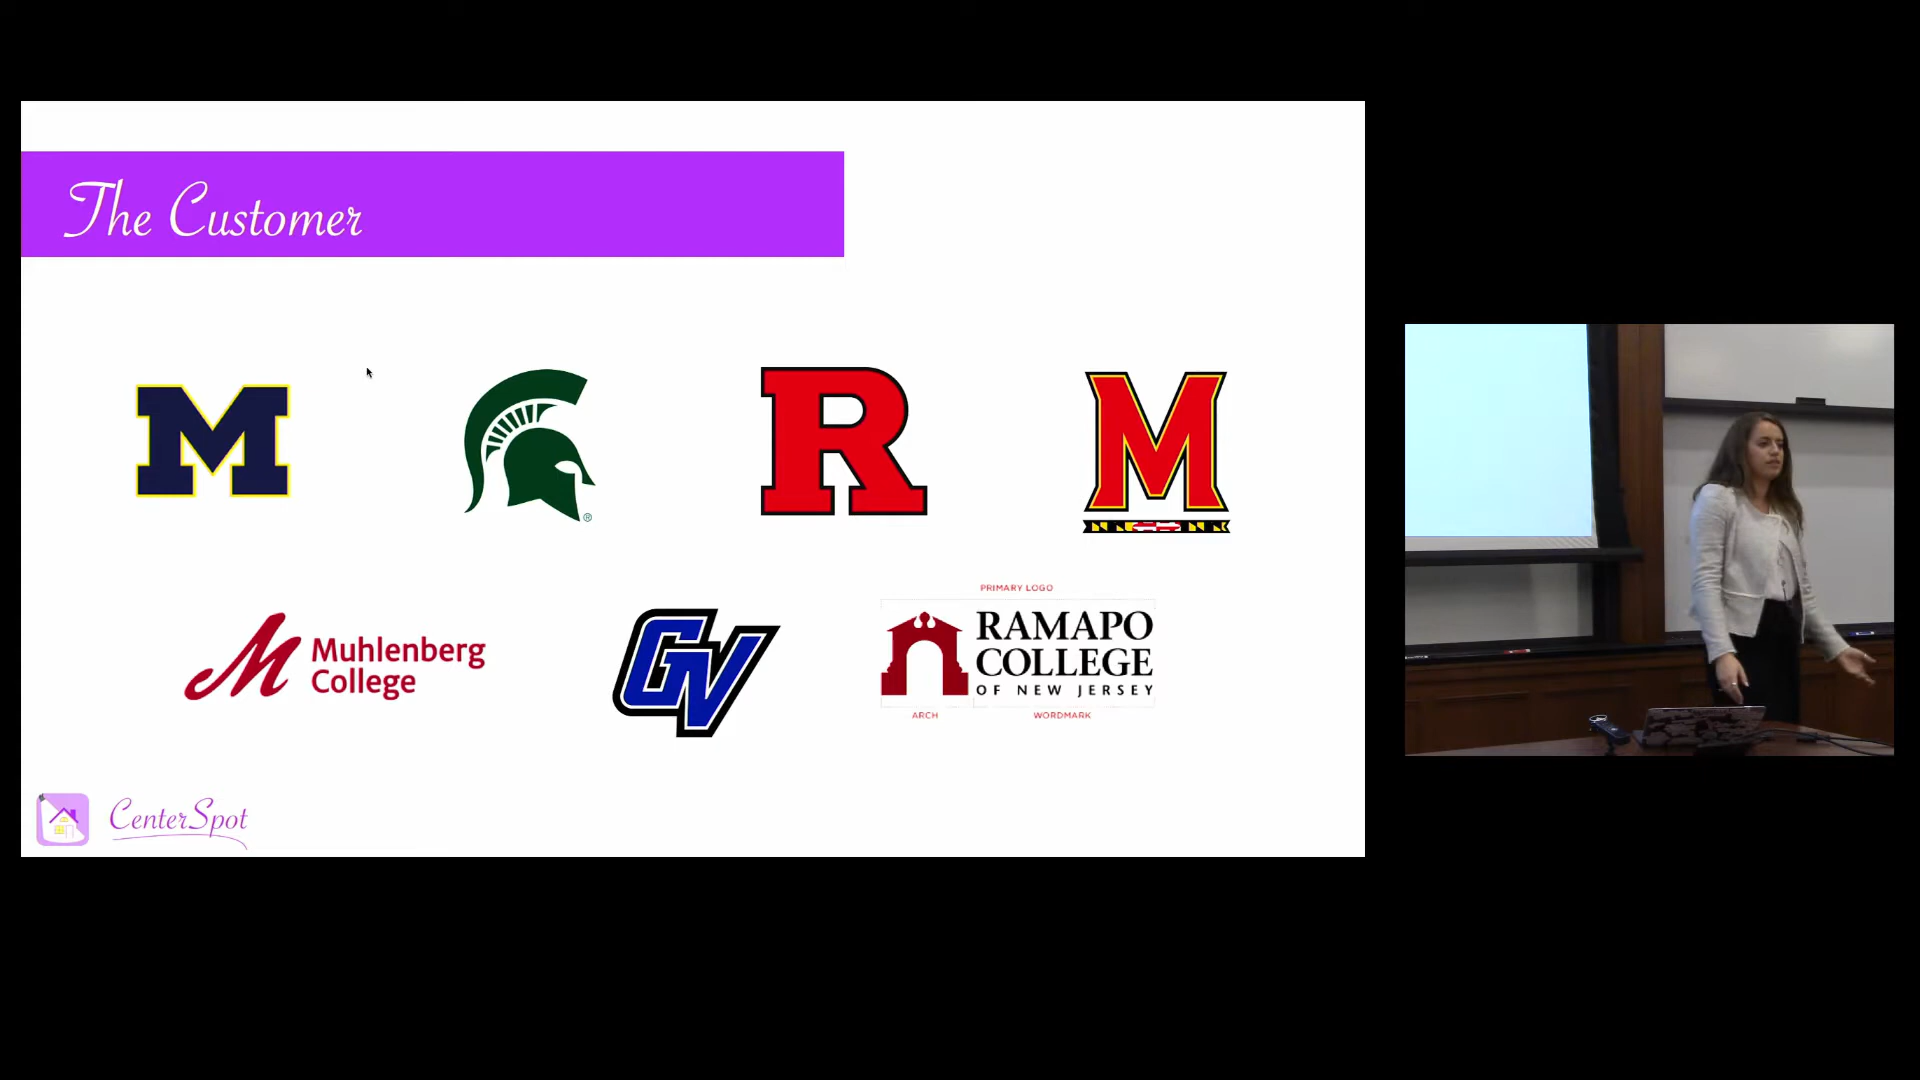 The Customer
M
R
M
®
PRIMARY LOGO
M Muhlenberg
College
GV
RAMAPO
COLLEGE
OF NEW JERSEY
ARCH WORDMARK
CenterSpot